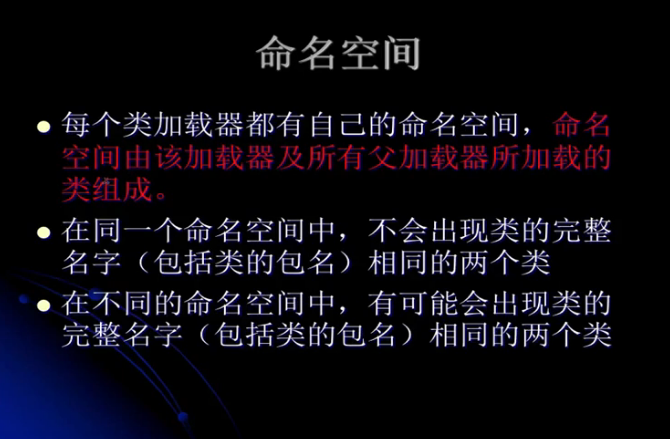 命名空间
每个类加载器都有自己的命名空间，命名
空间由该加载器及所有父加载器所加载的
类组成。
在同一个命名空间中，不会出现类的完整
名字（包括类的包名）相同的两个类
在不同的命名空间中，有可能会出现类的
完整名字（包括类的包名）相同的两个类